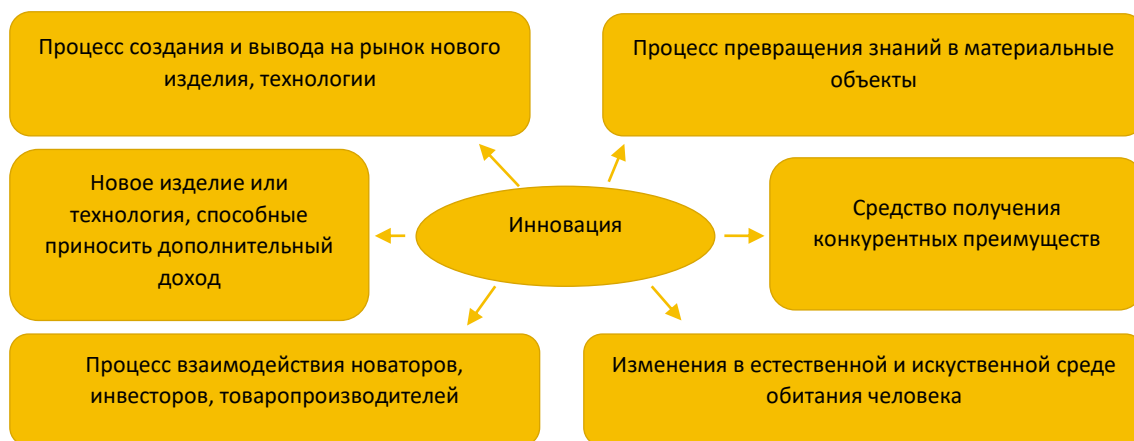 Процесс создания и вывода на рынок нового
изделия, технологии
Процесс превращения знаний в материальные
объекты
Новое изделие или
технология, способные
приносить дополнительный
доход
Инновация
Средство получения
конкурентных преимуществ
Процесс взаимодействия новаторов,
инвесторов, товаропроизводителей
Изменения в естественной и искуственной среде
обитания человека